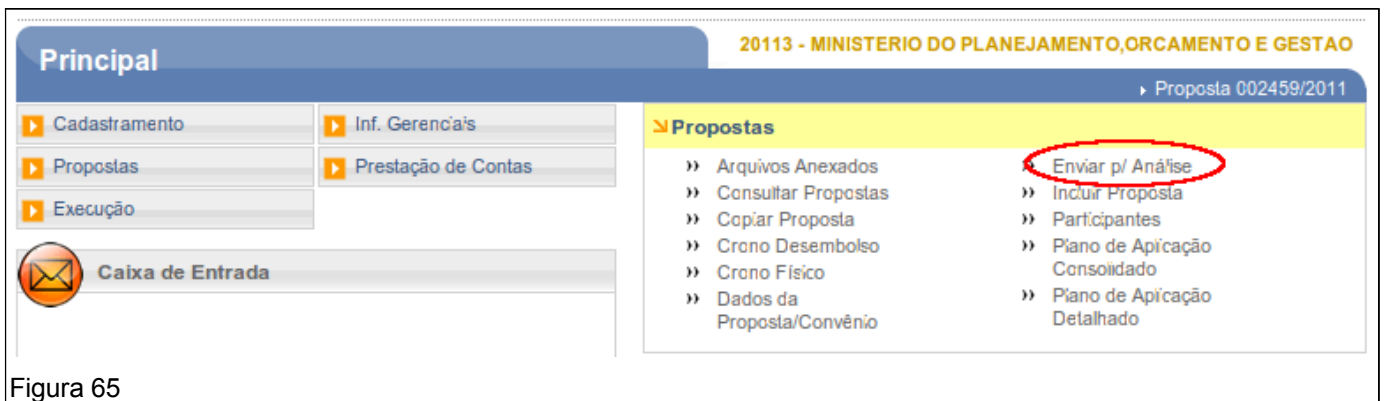 Principal
20113 - MINISTERIO DO PLANEJAMENTO,ORCAMENTO E GESTAO
Proposta 002459/2011
Cadastramento
Inf. Gerenciais
Propostas
Prestação de Contas
Execução
Caixa de Entrada
Propostas
Arquivos Anexados
Consultar Propostas
Copiar Proposta
Crono Desembolso
Crono Físico
Dados da
Proposta/Convênio
Enviar p/ Análise
Incluir Proposta
Participantes
Plano de Aplicação
Consolidado
Plano de Aplicação
Detalhado
Figura 65